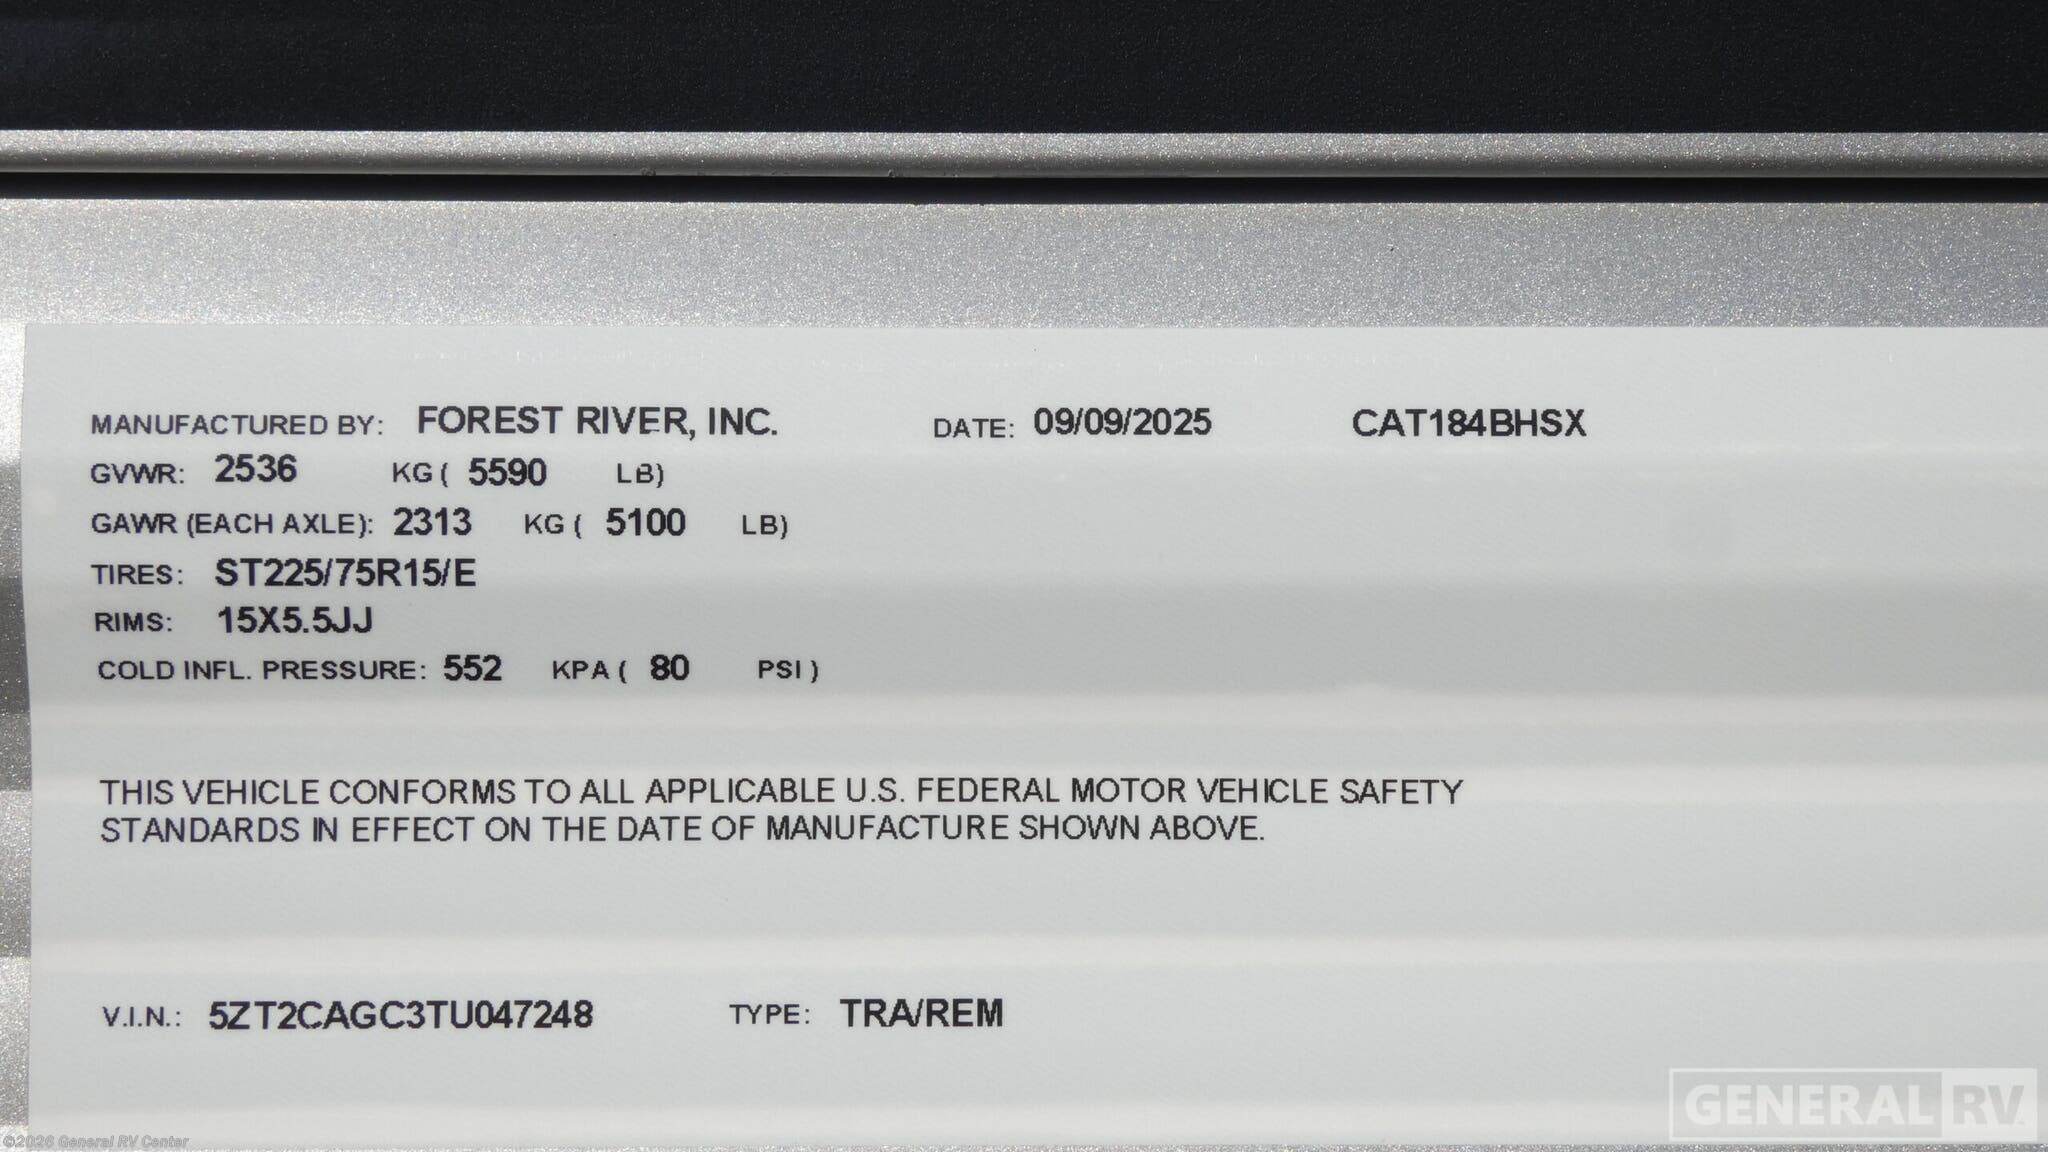 MANUFACTURED BY: FOREST RIVER, INC. DATE: 09/09/2025 CAT184BHSX
GVWR: 2536 KG ( 5590 LB)
GAWR (EACH AXLE): 2313 KG ( 5100 LB)
TIRES: ST225/75R15/E
RIMS: 15X5.5JJ
COLD INFL. PRESSURE: 552 KPA ( 80 PSI )
THIS VEHICLE CONFORMS TO ALL APPLICABLE U.S. FEDERAL MOTOR VEHICLE SAFETY
STANDARDS IN EFFECT ON THE DATE OF MANUFACTURE SHOWN ABOVE.
V.I.N.: 5ZT2CAGC3TU047248 TYPE: TRA/REM
GENERAL RV
©2026 General RV Center